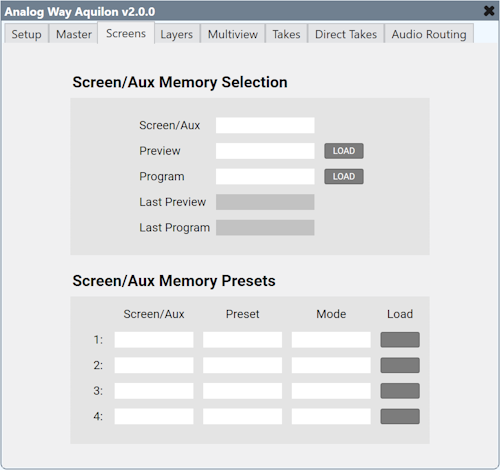 Analog Way Aquilon v2.0.0
Setup Master Screens Layers Multiview Takes Direct Takes Audio Routing
Screen/Aux Memory Selection
Screen/Aux
Preview LOAD
Program LOAD
Last Preview
Last Program
Screen/Aux Memory Presets
Screen/Aux Preset Mode Load
1:
2:
3:
4: